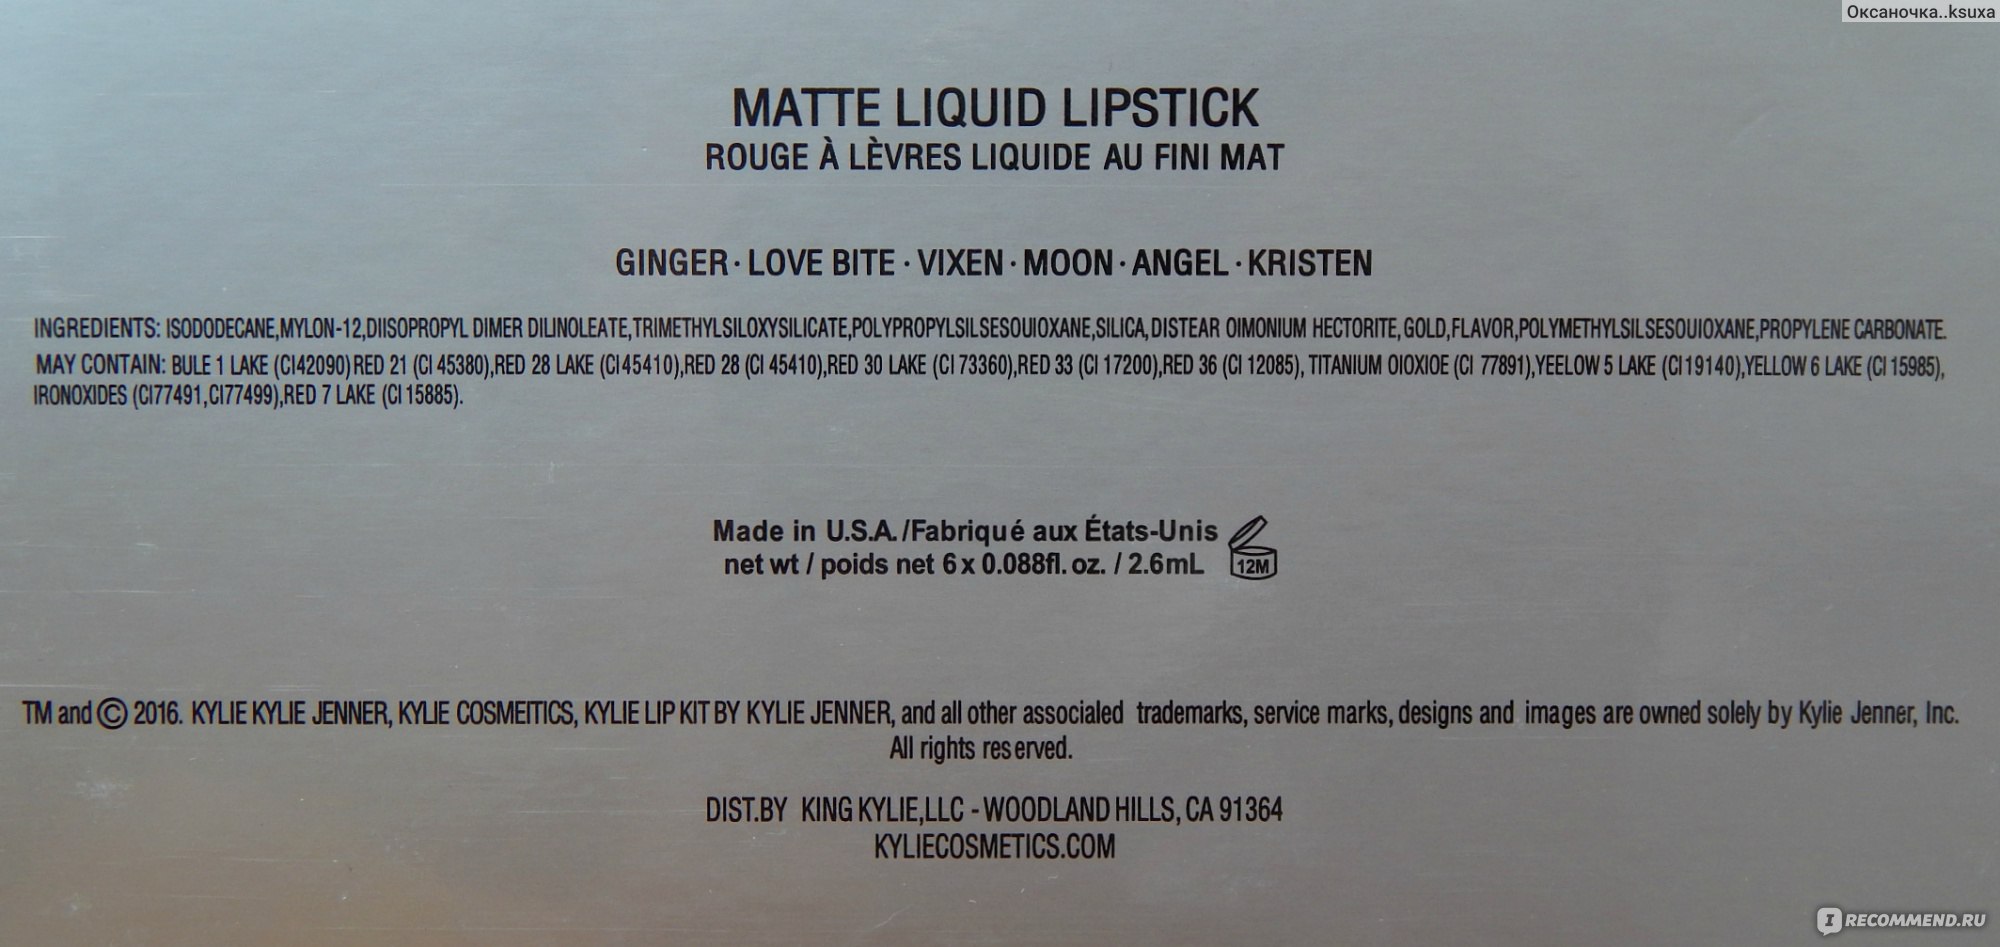 Оксаночка..ksuxa
MATTE LIQUID LIPSTICK
ROUGE À LÈVRES LIQUIDE AU FINI MAT
GINGER · LOVE BITE · VIXEN · MOON · ANGEL · KRISTEN
INGREDIENTS: ISODODECANE,MYLON-12,DIISOPROPYL DIMER DILINOLEATE,TRIMETHYLSILOXYSILICATE,POLYPROPYLSILSESOUIOXANE,SILICA,DISTEAR OIMONIUM HECTORITE,GOLD,FLAVOR,POLYMETHYLSILSESOUIOXANE,PROPYLENE CARBONATE.
MAY CONTAIN: BULE 1 LAKE (CI42090)RED 21 (CI 45380),RED 28 LAKE (CI45410),RED 28 (CI 45410),RED 30 LAKE (CI 73360),RED 33 (CI 17200),RED 36 (CI 12085), TITANIUM OIOXIOE (CI 77891),YEELOW 5 LAKE (CI19140),YELLOW 6 LAKE (CI 15985),
IRONOXIDES (CI77491,CI77499),RED 7 LAKE (CI 15885).
Made in U.S.A./Fabriqué aux États-Unis
net wt / poids net 6x 0.088fl. oz. / 2.6mL 12M
TM and © 2016. KYLIE KYLIE JENNER, KYLIE COSMEITICS, KYLIE LIP KIT BY KYLIE JENNER, and all other associaled trademarks, service marks, designs and images are owned solely by Kylie Jenner, Inc.
All rights reserved.
DIST.BY KING KYLIE,LLC - WOODLAND HILLS, CA 91364
KYLIECOSMETICS.COM
IRECOMMEND.RU